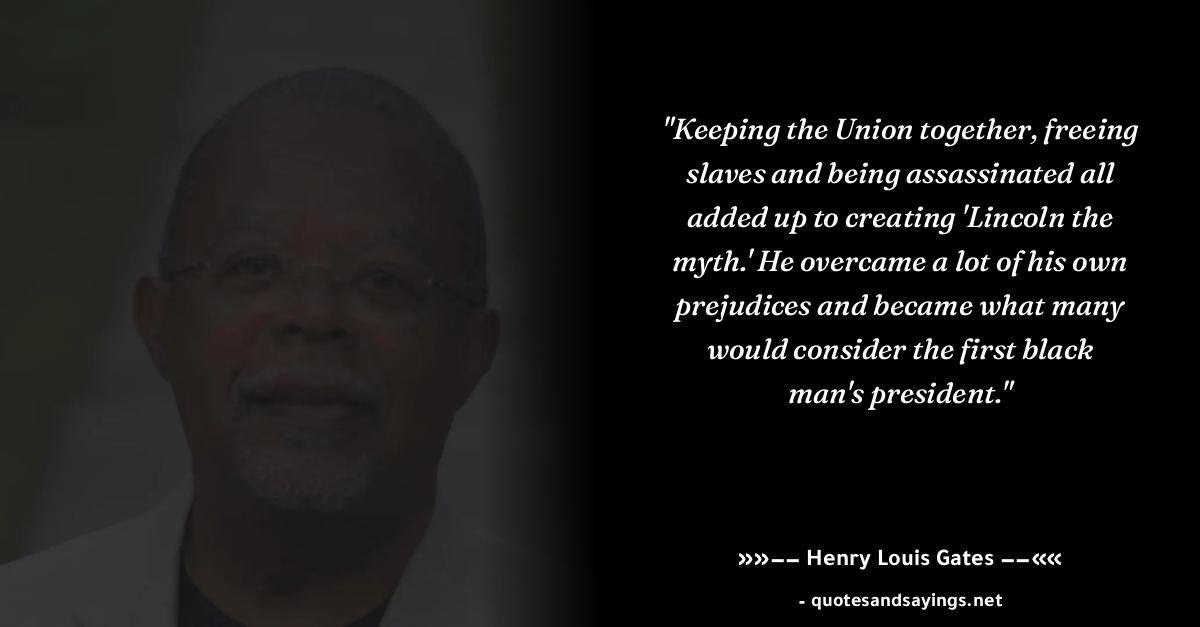 "Keeping the Union together, freeing
slaves and being assassinated all
added up to creating 'Lincoln the
myth.' He overcame a lot of his own
prejudices and became what many
would consider the first black
man's president."
»»−− Henry Louis Gates −−««
- quotesandsayings.net